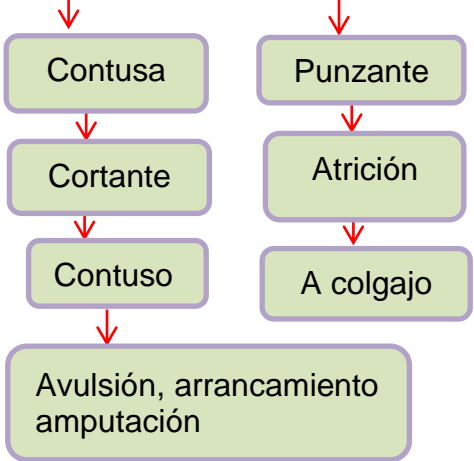 Contusa
Punzante
Cortante
Atrición
Contuso
A colgajo
Avulsión, arrancamiento
amputación